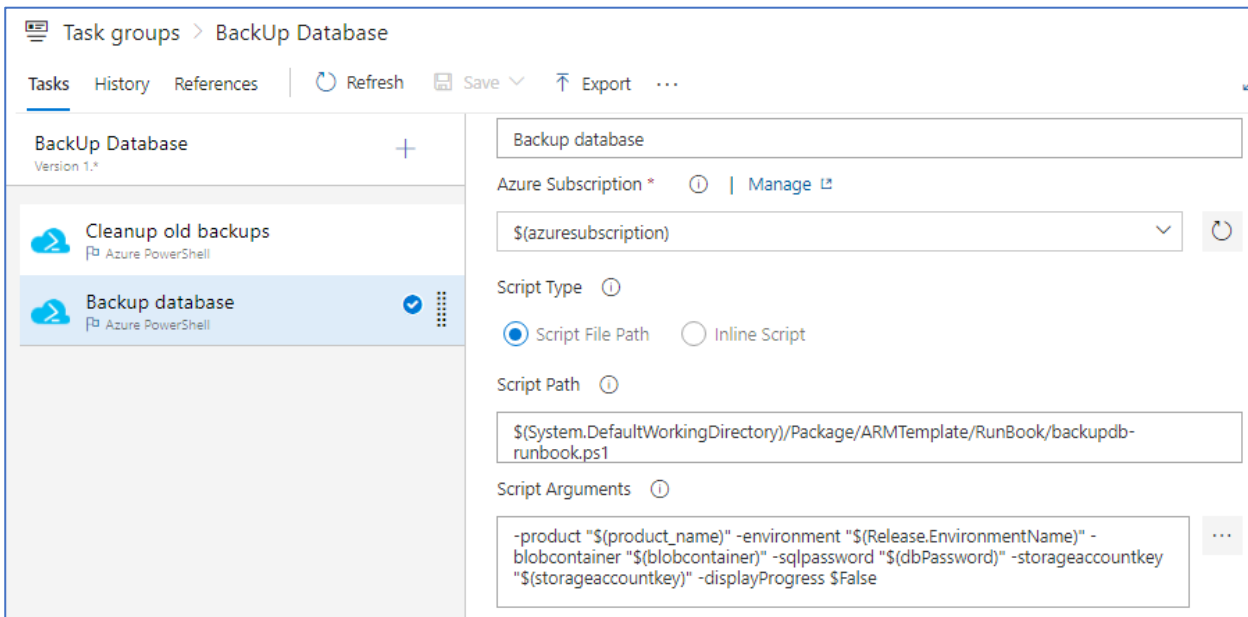 Task groups > BackUp Database
Tasks History References Refresh Save Export ...
BackUp Database
Version 1.*
Cleanup old backups
Azure PowerShell
Backup database
Azure PowerShell
Backup database
Azure Subscription * | Manage
$(azuresubscription)
Script Type
Script File Path Inline Script
Script Path
$(System.DefaultWorkingDirectory)/Package/ARMTemplate/RunBook/backupdb-
runbook.ps1
Script Arguments
-product "$(product_name)" -environment "$(Release.EnvironmentName)" -
blobcontainer "$(blobcontainer)" -sqlpassword "$(dbPassword)" -storageaccountkey
"$(storageaccountkey)" -displayProgress $False
...